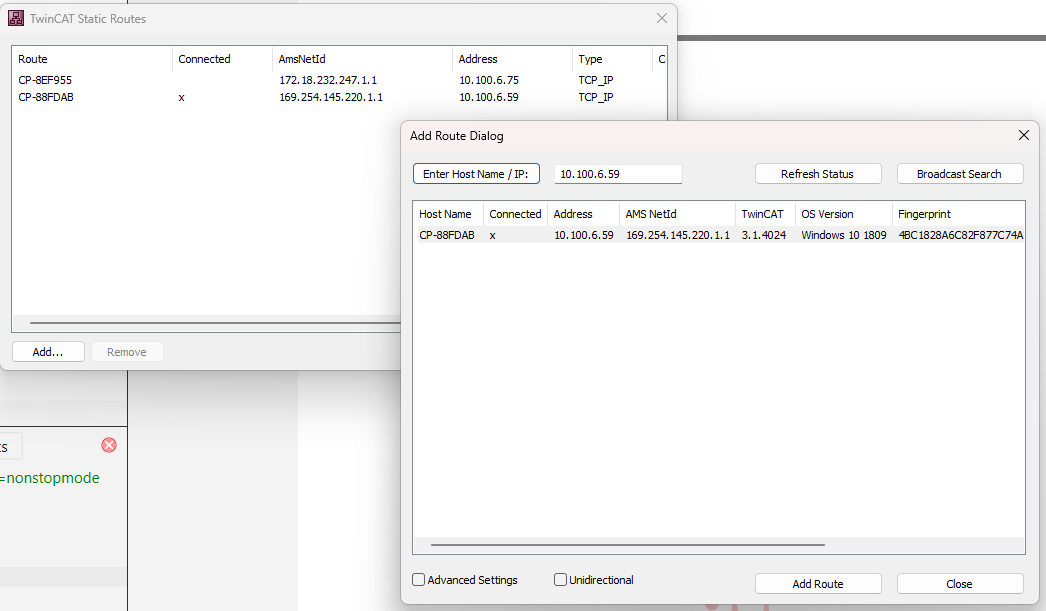 TwinCAT Static Routes
Route Connected AmsNetId Address Type C
CP-8EF955 172.18.232.247.1.1 10.100.6.75 TCP_IP
CP-88FDAB x 169.254.145.220.1.1 10.100.6.59 TCP_IP
Add... Remove
ts
=nonstopmode
Add Route Dialog
Enter Host Name / IP: 10.100.6.59 Refresh Status Broadcast Search
Host Name Connected Address AMS NetId TwinCAT OS Version Fingerprint
CP-88FDAB x 10.100.6.59 169.254.145.220.1.1 3.1.4024 Windows 10 1809 4BC1828A6C82F877C74A
Advanced Settings Unidirectional Add Route Close